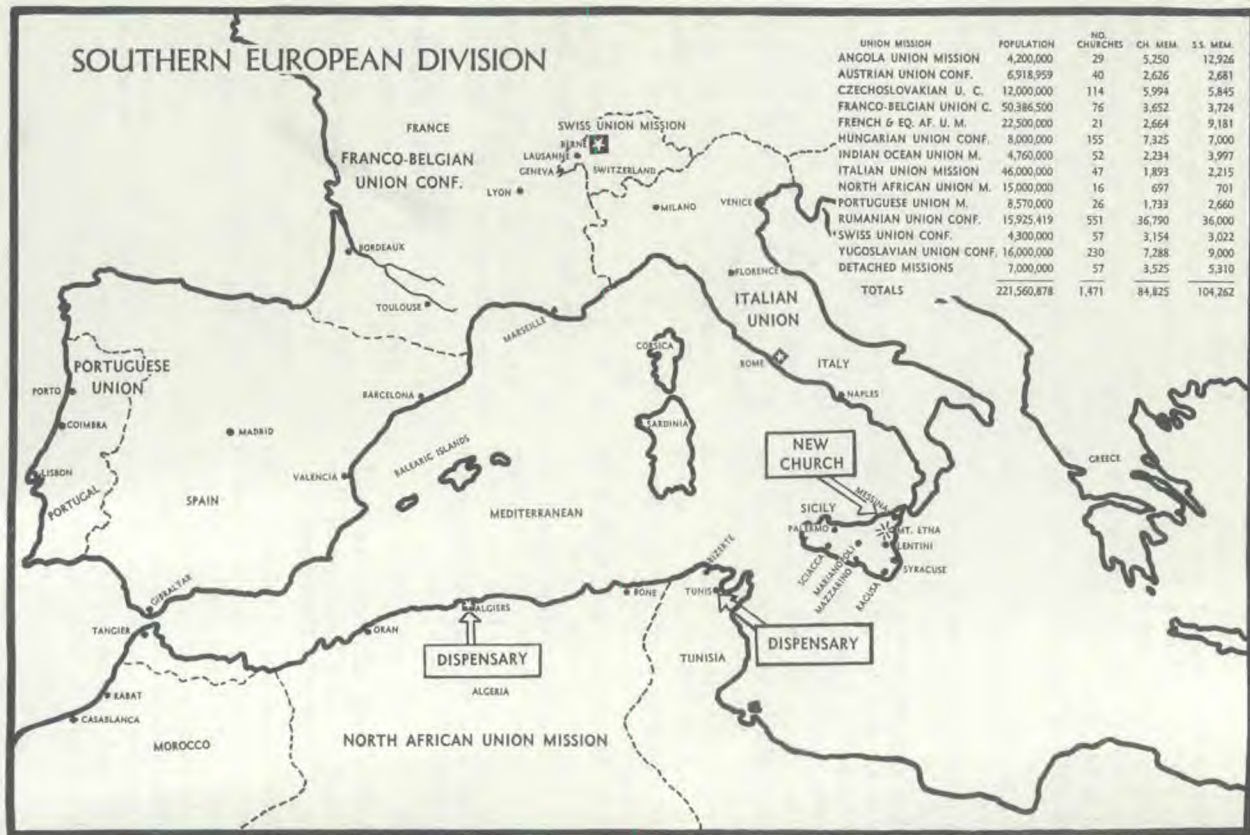 SOUTHERN EUROPEAN DIVISION
UNION MISSION POPULATION NO. CHURCHES CH. MEM. S.S. MEM.
ANGOLA UNION MISSION 4,200,000 29 5,250 12,926
AUSTRIAN UNION CONF. 6,918,959 40 2,626 2,681
CZECHOSLOVAKIAN U. C. 12,000,000 114 5,994 5,845
FRANCO-BELGIAN UNION C. 50,386,500 76 3,652 3,724
FRENCH & EQ. AF. U. M. 22,500,000 21 2,664 9,181
HUNGARIAN UNION CONF. 8,000,000 155 7,325 7,000
INDIAN OCEAN UNION M. 4,760,000 52 2,234 3,997
ITALIAN UNION MISSION 46,000,000 47 1,893 2,215
NORTH AFRICAN UNION M. 15,000,000 16 697 701
PORTUGUESE UNION M. 8,570,000 26 1,733 2,660
RUMANIAN UNION CONF. 15,925,419 551 36,790 36,000
SWISS UNION CONF. 4,300,000 57 3,154 3,022
YUGOSLAVIAN UNION CONF. 16,000,000 230 7,288 9,000
DETACHED MISSIONS 7,000,000 57 3,525 5,310
TOTALS 221,560,878 1,471 84,825 104,262
FRANCE
SWISS UNION MISSION
BERNE
FRANCO-BELGIAN
UNION CONF.
LAUSANNE
GENEVA
SWITZERLAND
LYON
MILANO
VENICE
BORDEAUX
FLORENCE
TOULOUSE
MARSEILLE
ITALIAN
UNION
CORSICA
ROME
ITALY
PORTUGUESE
UNION
PORTO
BARCELONA
NAPLES
COIMBRA
MADRID
SARDINIA
NEW
CHURCH
GREECE
LISBON
VALENCIA
BALEARIC ISLANDS
PORTUGAL
SPAIN
MEDITERRANEAN
MESSINA
SICILY
PALERMO
MT. ETNA
LENTINI
SCIACCA
MARIANOPOLI
MAZZARINO
RAGUSA
SYRACUSE
GIBRALTAR
BIZERTE
TANGIER
ORAN
ALGIERS
BONE
TUNIS
DISPENSARY
DISPENSARY
TUNISIA
ALGERIA
RABAT
CASABLANCA
MOROCCO
NORTH AFRICAN UNION MISSION